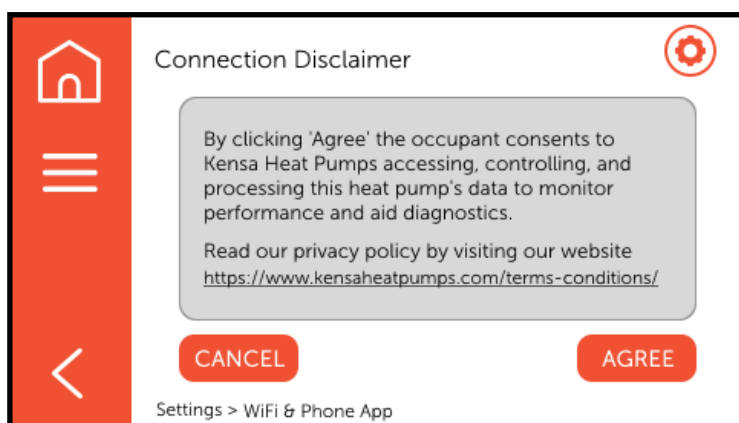 Connection Disclaimer
By clicking 'Agree' the occupant consents to
Kensa Heat Pumps accessing, controlling, and
processing this heat pump's data to monitor
performance and aid diagnostics.
Read our privacy policy by visiting our website
https://www.kensaheatpumps.com/terms-conditions/
CANCEL
AGREE
Settings > WiFi & Phone App